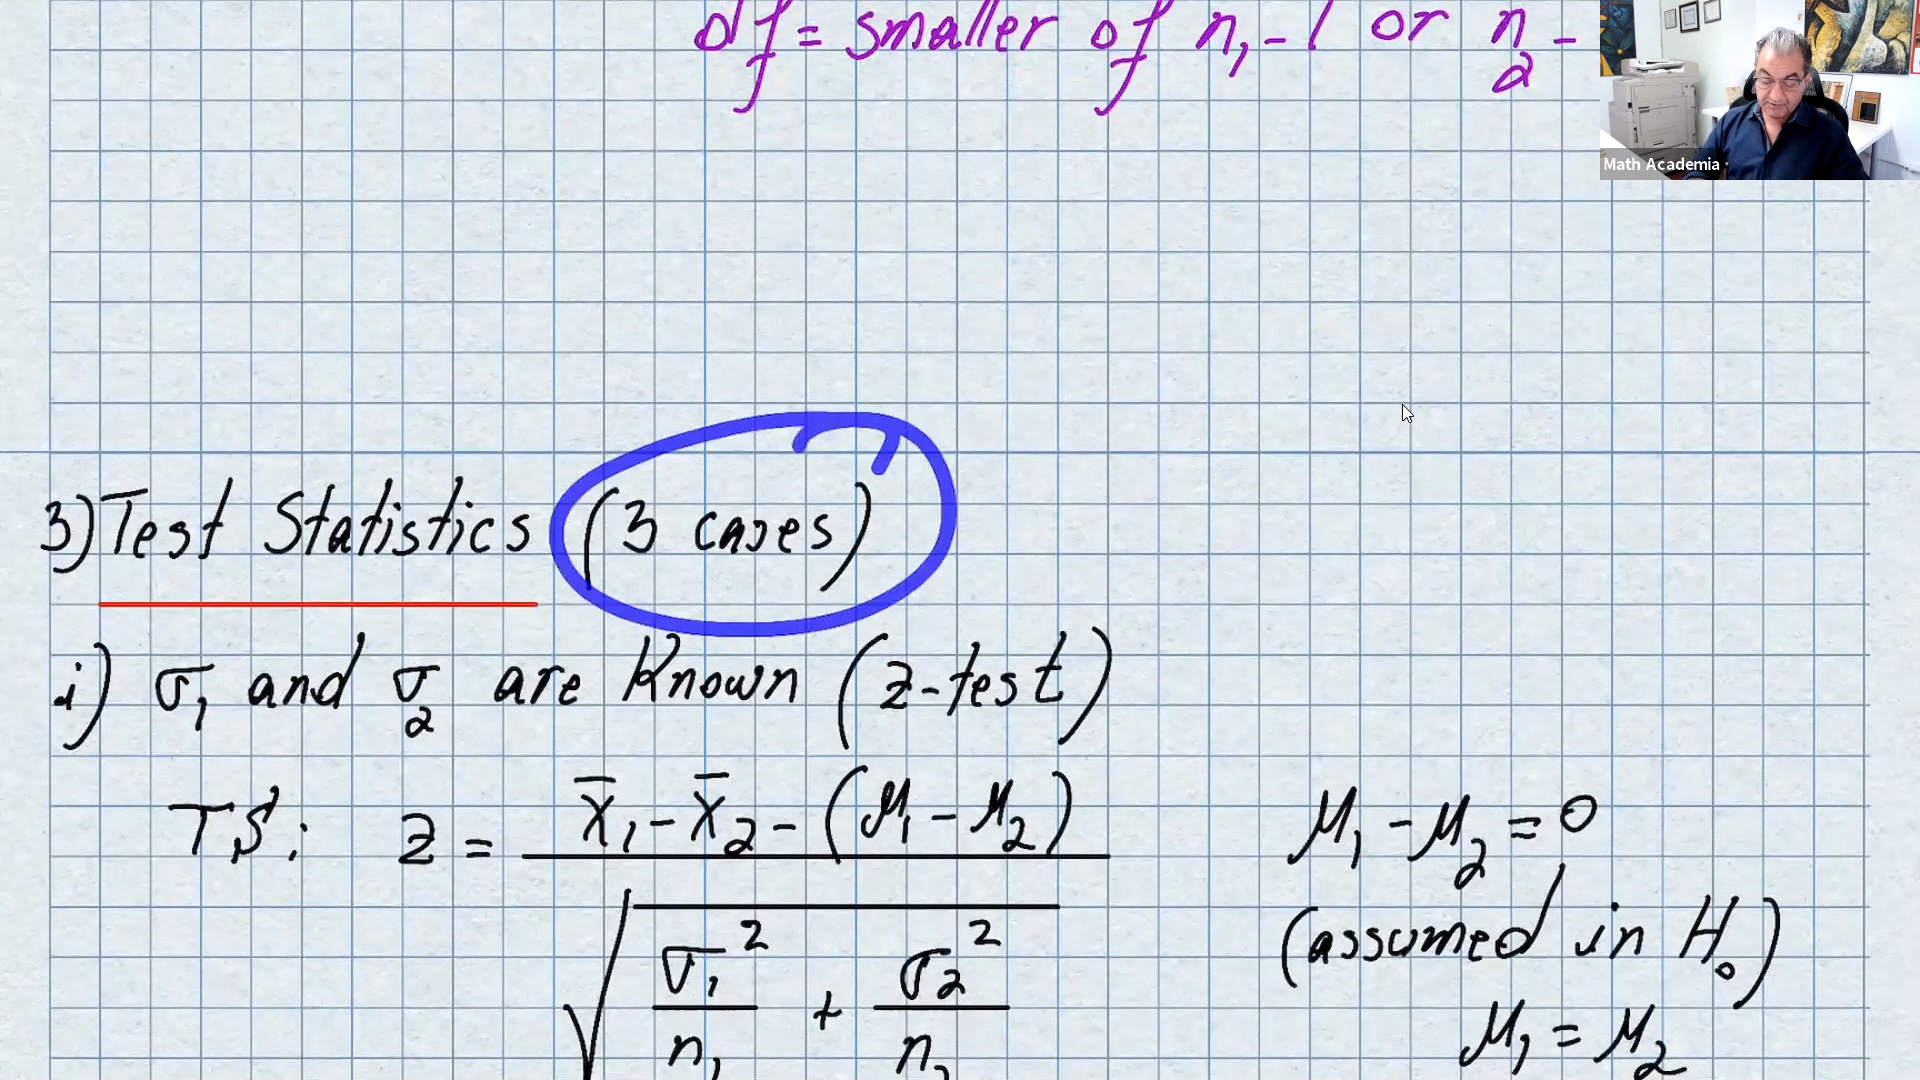 df = smaller of n₁ - 1 or n₂ -
Math Academia
3) Test Statistics (3 cases)
i) σ₁ and σ₂ are known (z-test)
TS: z = x̄₁ - x̄₂ - (μ₁ - μ₂) / √(σ₁²/n₁ + σ₂²/n₂)
μ₁ - μ₂ = 0
(assumed in H₀)
μ₁ = μ₂